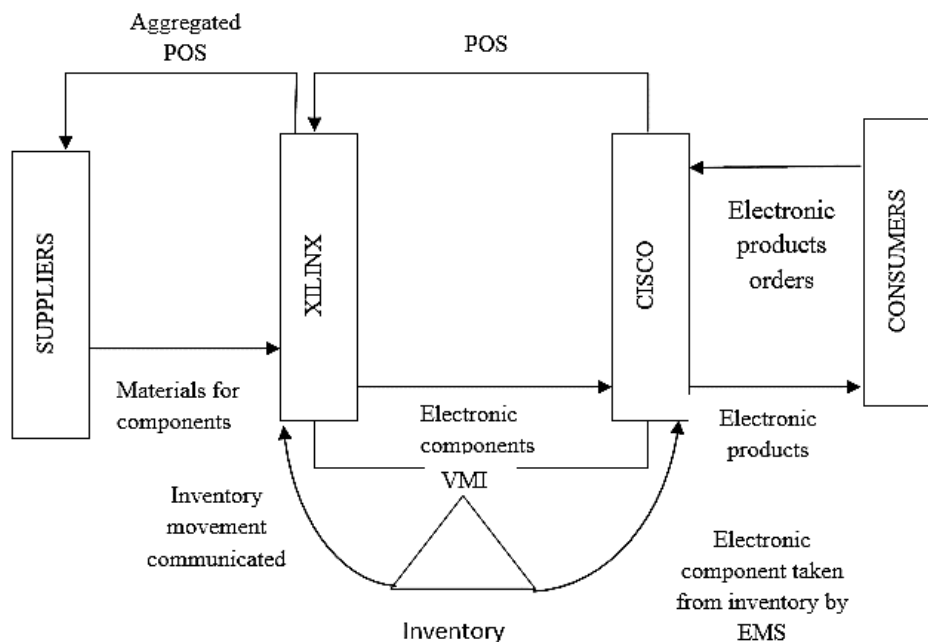 Aggregated
POS
POS
SUPPLIERS
XILINX
CISCO
CONSUMERS
Electronic
products
orders
Materials for
components
Electronic
components
Electronic
products
VMI
Inventory
movement
communicated
Electronic
component taken
from inventory by
EMS
Inventory